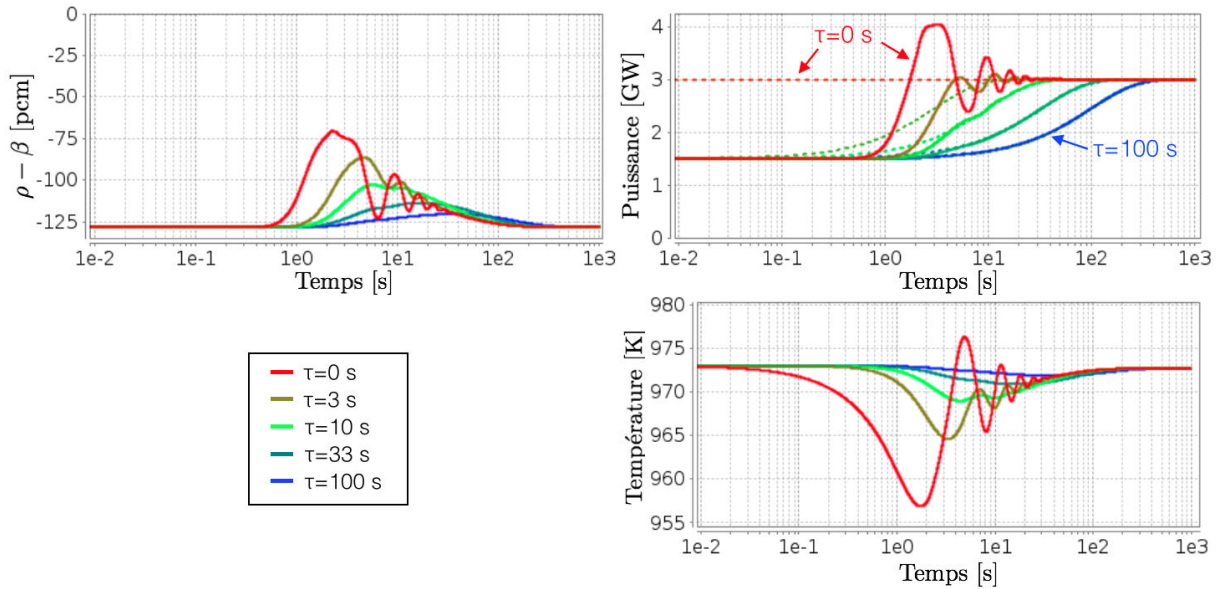 0
-25
-50
-75
-100
-125
ρ − β [pcm]
1e-2 1e-1 1e0 1e1 1e2 1e3
Temps [s]
4
3
2
1
0
Puissance [GW]
τ=0 s
τ=100 s
1e-2 1e-1 1e0 1e1 1e2 1e3
Temps [s]
τ=0 s
τ=3 s
τ=10 s
τ=33 s
τ=100 s
980
975
970
965
960
955
Température [K]
1e-2 1e-1 1e0 1e1 1e2 1e3
Temps [s]